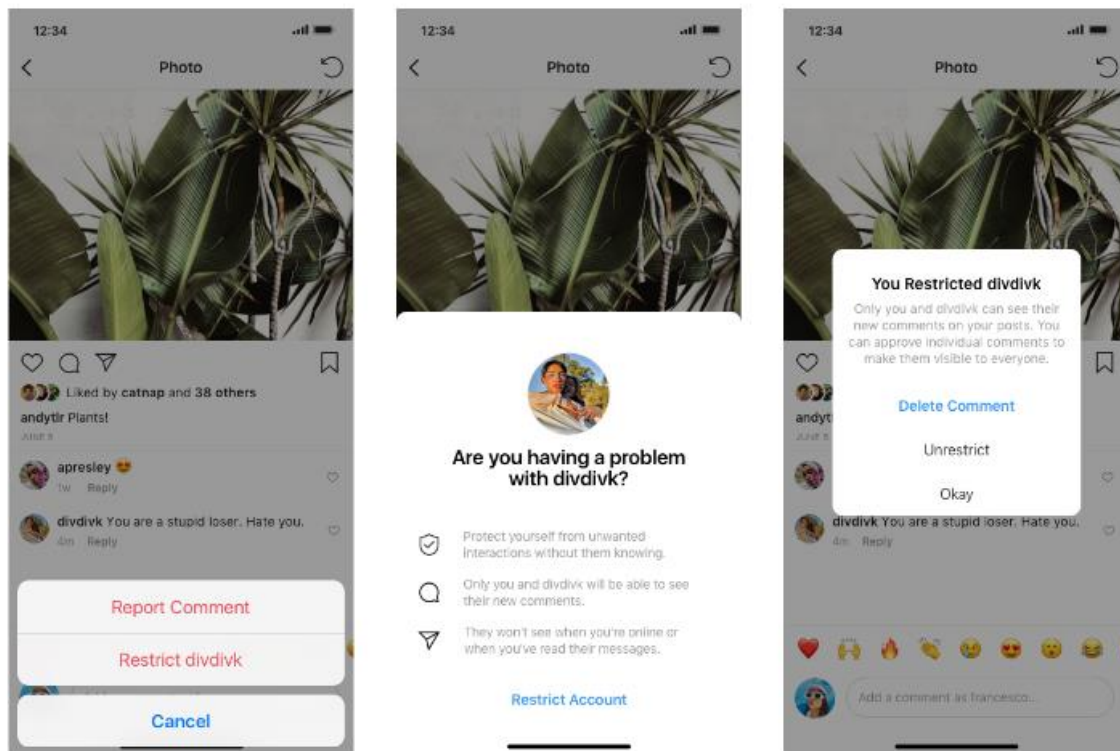 12:34
Photo
Liked by catnap and 38 others
andytlr Plants!
JUNE 5
apresley 😍
1w Reply
divdivk You are a stupid loser. Hate you.
4m Reply
Report Comment
Restrict divdivk
Cancel
12:34
Photo
Are you having a problem
with divdivk?
Protect yourself from unwanted
interactions without them knowing.
Only you and divdivk will be able to see
their new comments.
They won't see when you're online or
when you've read their messages.
Restrict Account
12:34
Photo
You Restricted divdivk
Only you and divdivk can see their
new comments on your posts. You
can approve individual comments to
make them visible to everyone.
Delete Comment
Unrestrict
Okay
andyt
divdivk You are a stupid loser. Hate you.
4m Reply
Add a comment as francesco...